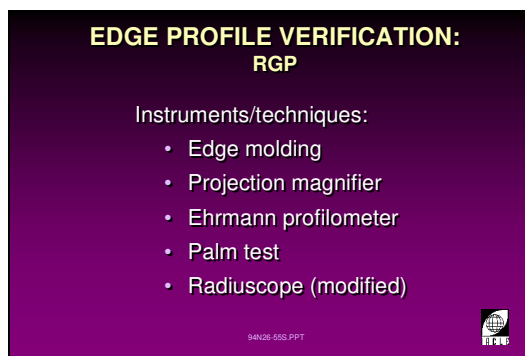 EDGE PROFILE VERIFICATION:
RGP
Instruments/techniques:
• Edge molding
• Projection magnifier
• Ehrmann profilometer
• Palm test
• Radiuscope (modified)
94N26-55S.PPT
IACLE